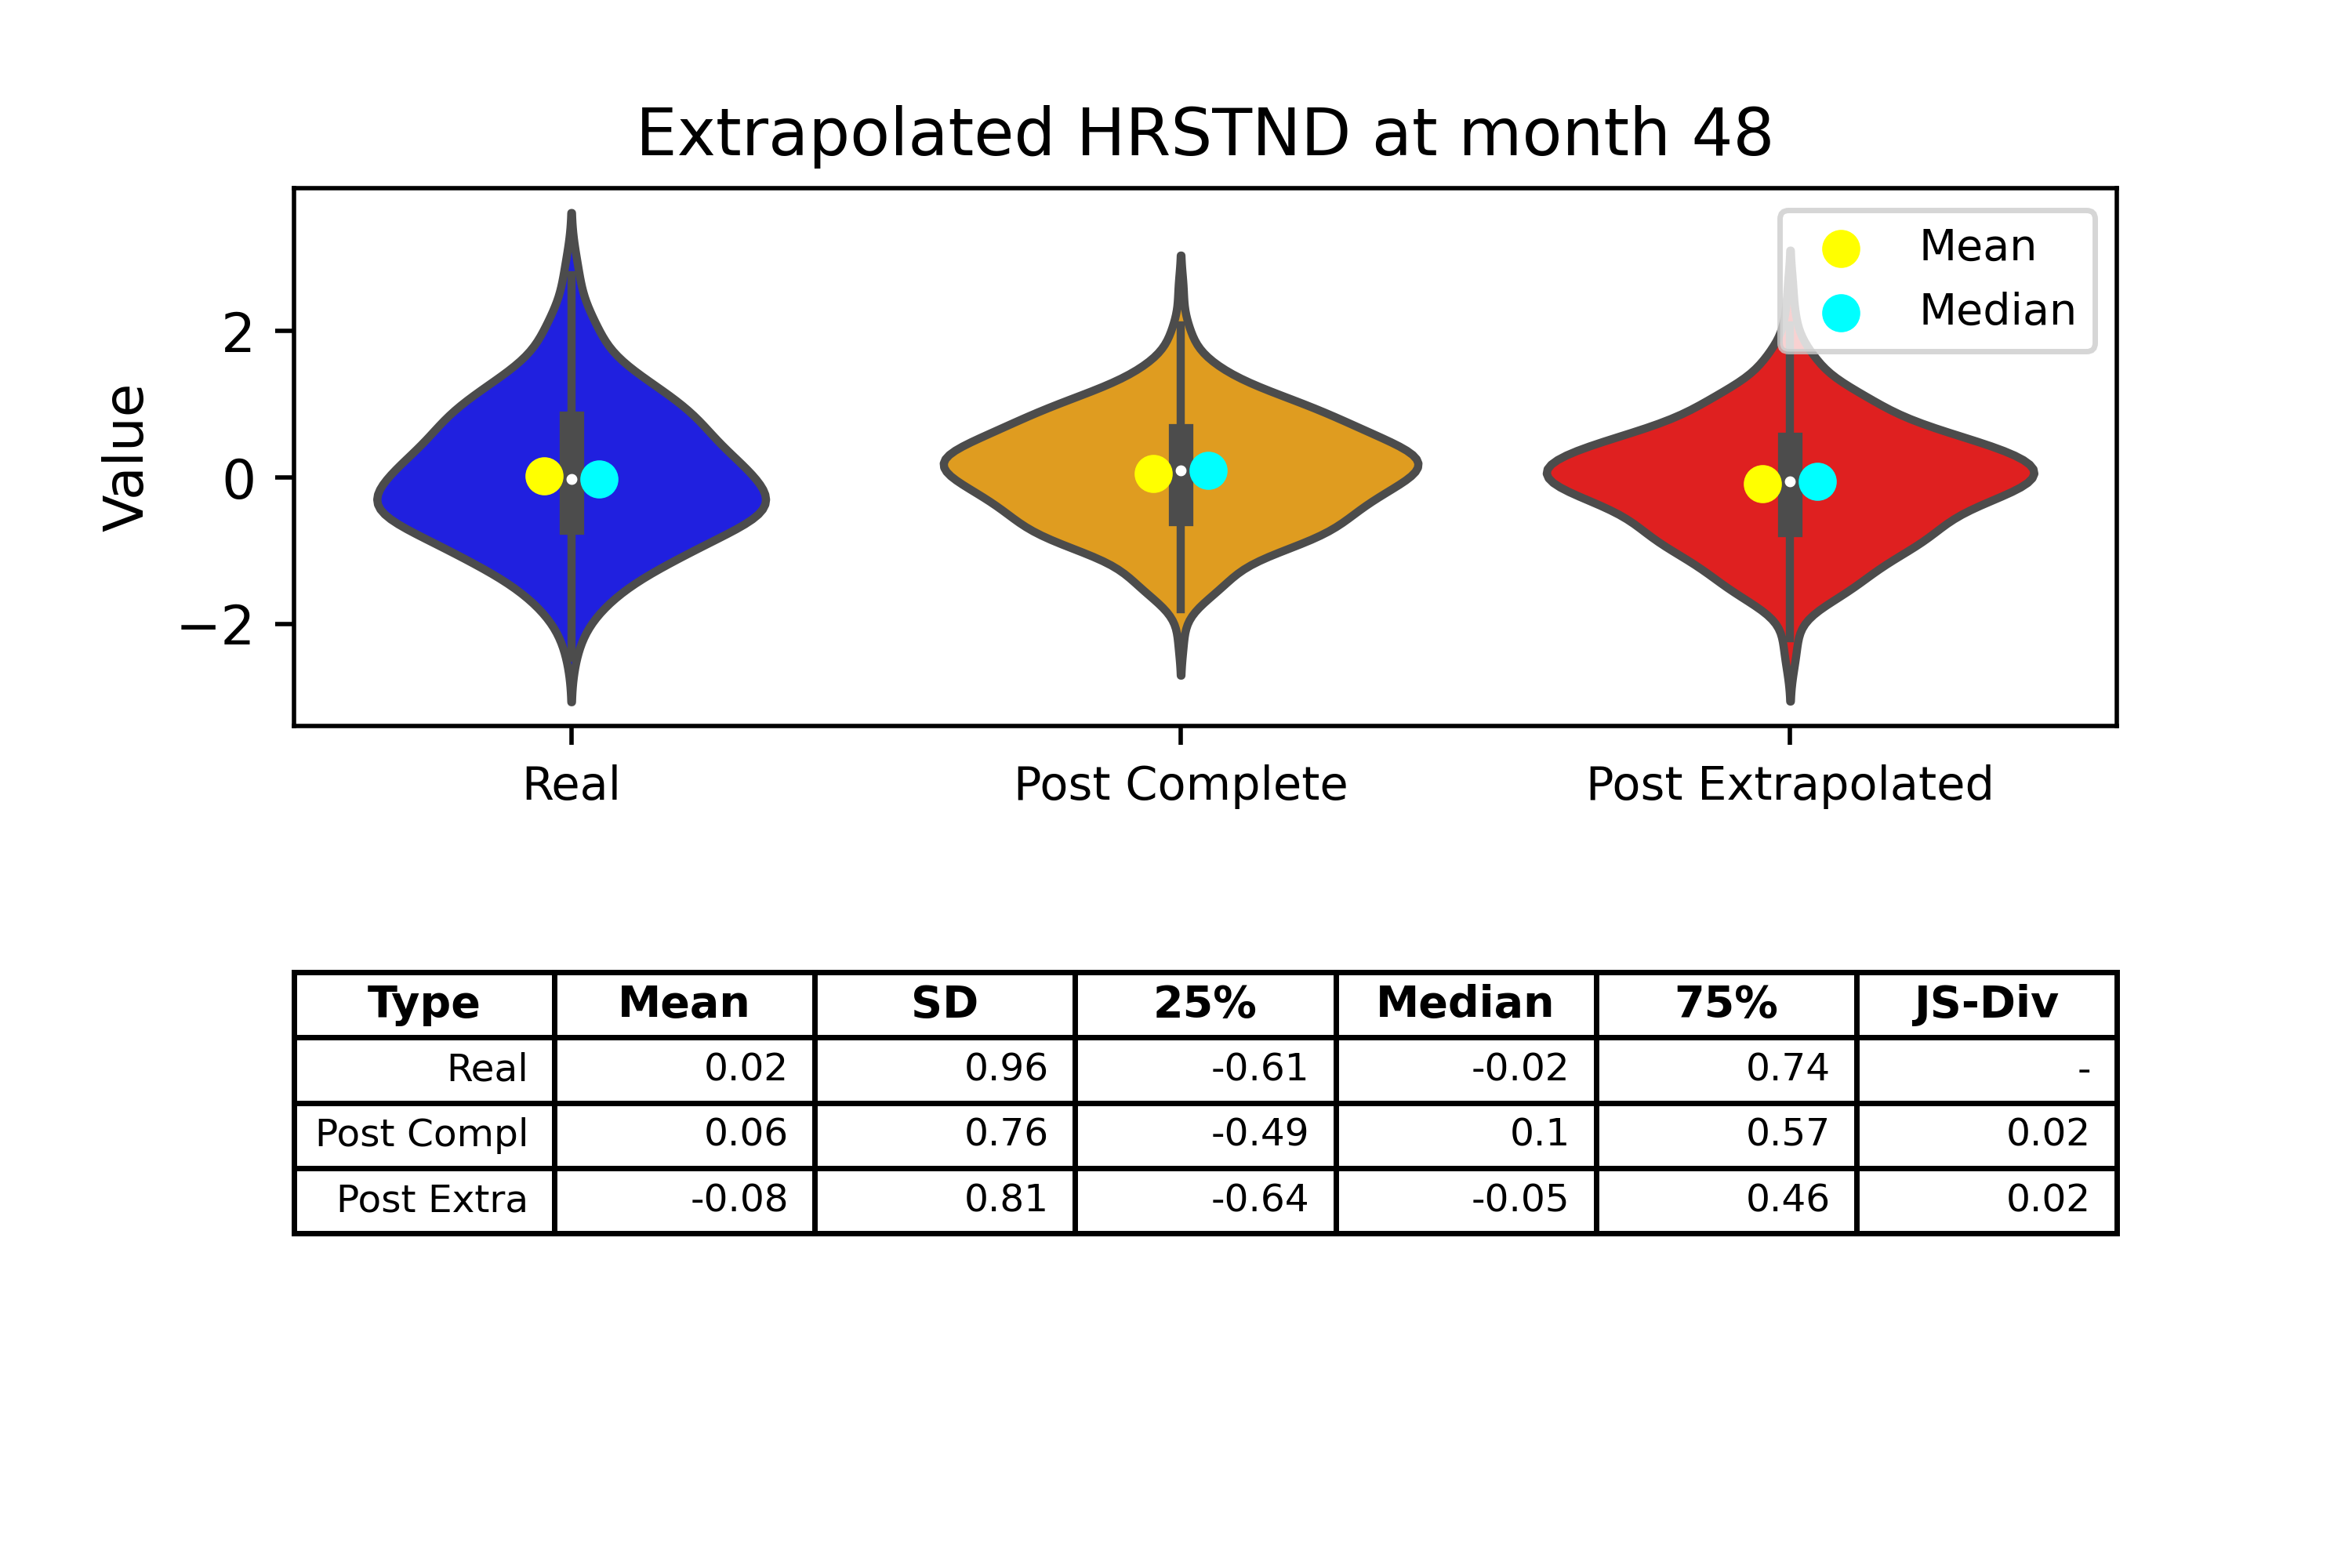 Extrapolated HRSTND at month 48
Value
2
0
−2
Mean
Median
Real Post Complete Post Extrapolated
Type Mean SD 25% Median 75% JS-Div
Real 0.02 0.96 -0.61 -0.02 0.74 -
Post Compl 0.06 0.76 -0.49 0.1 0.57 0.02
Post Extra -0.08 0.81 -0.64 -0.05 0.46 0.02